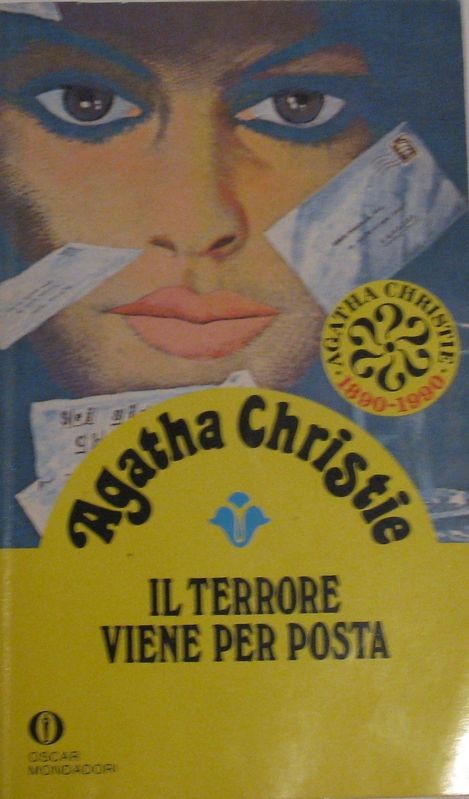 AGATHA CHRISTIE
· 1890-1990 ·
Agatha Christie
IL TERRORE
VIENE PER POSTA
OSCAR
MONDADORI